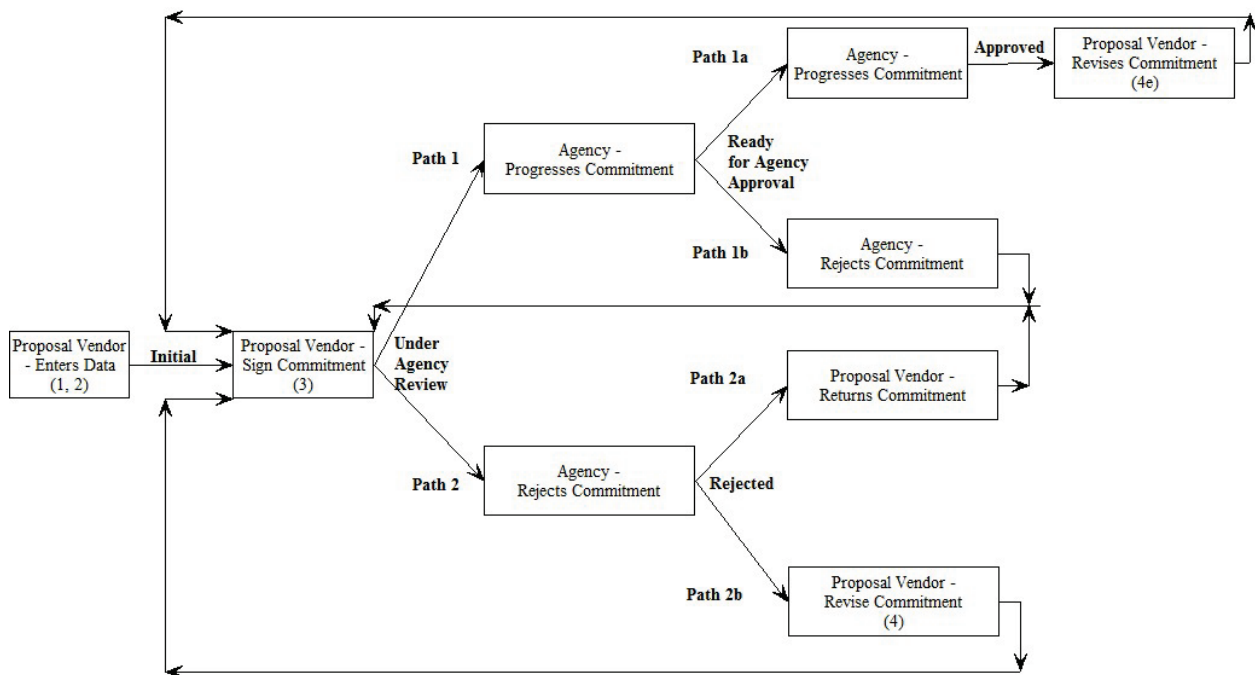 Path 1a
Agency -
Progresses Commitment
Approved
Proposal Vendor -
Revises Commitment
(4e)
Path 1
Agency -
Progresses Commitment
Ready
for Agency
Approval
Path 1b
Agency -
Rejects Commitment
Proposal Vendor
- Enters Data
(1, 2)
Initial
Proposal Vendor -
Sign Commitment
(3)
Under
Agency
Review
Path 2a
Proposal Vendor -
Returns Commitment
Path 2
Agency -
Rejects Commitment
Rejected
Path 2b
Proposal Vendor -
Revise Commitment
(4)